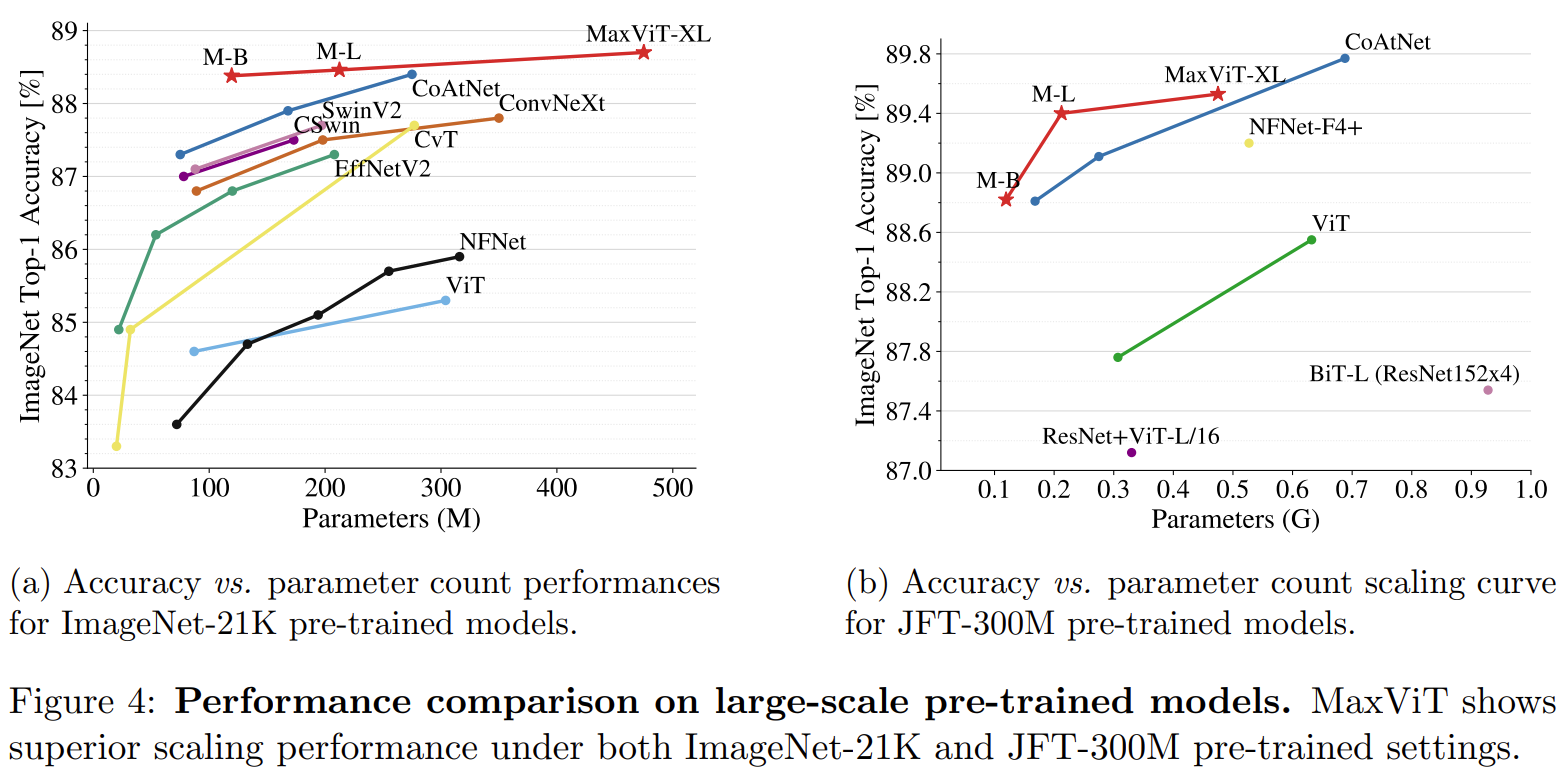 ImageNet Top-1 Accuracy [%]
89
88
87
86
85
84
83
M-B
M-L
MaxViT-XL
CoAtNet
SwinV2
ConvNeXt
CSwin
CvT
EffNetV2
NFNet
ViT
0 100 200 300 400 500
Parameters (M)
(a) Accuracy vs. parameter count performances
for ImageNet-21K pre-trained models.
ImageNet Top-1 Accuracy [%]
89.8
89.4
89.0
88.6
88.2
87.8
87.4
87.0
CoAtNet
MaxViT-XL
M-L
NFNet-F4+
M-B
ViT
BiT-L (ResNet152x4)
ResNet+ViT-L/16
0.1 0.2 0.3 0.4 0.5 0.6 0.7 0.8 0.9 1.0
Parameters (G)
(b) Accuracy vs. parameter count scaling curve
for JFT-300M pre-trained models.
Figure 4: Performance comparison on large-scale pre-trained models. MaxViT shows
superior scaling performance under both ImageNet-21K and JFT-300M pre-trained settings.